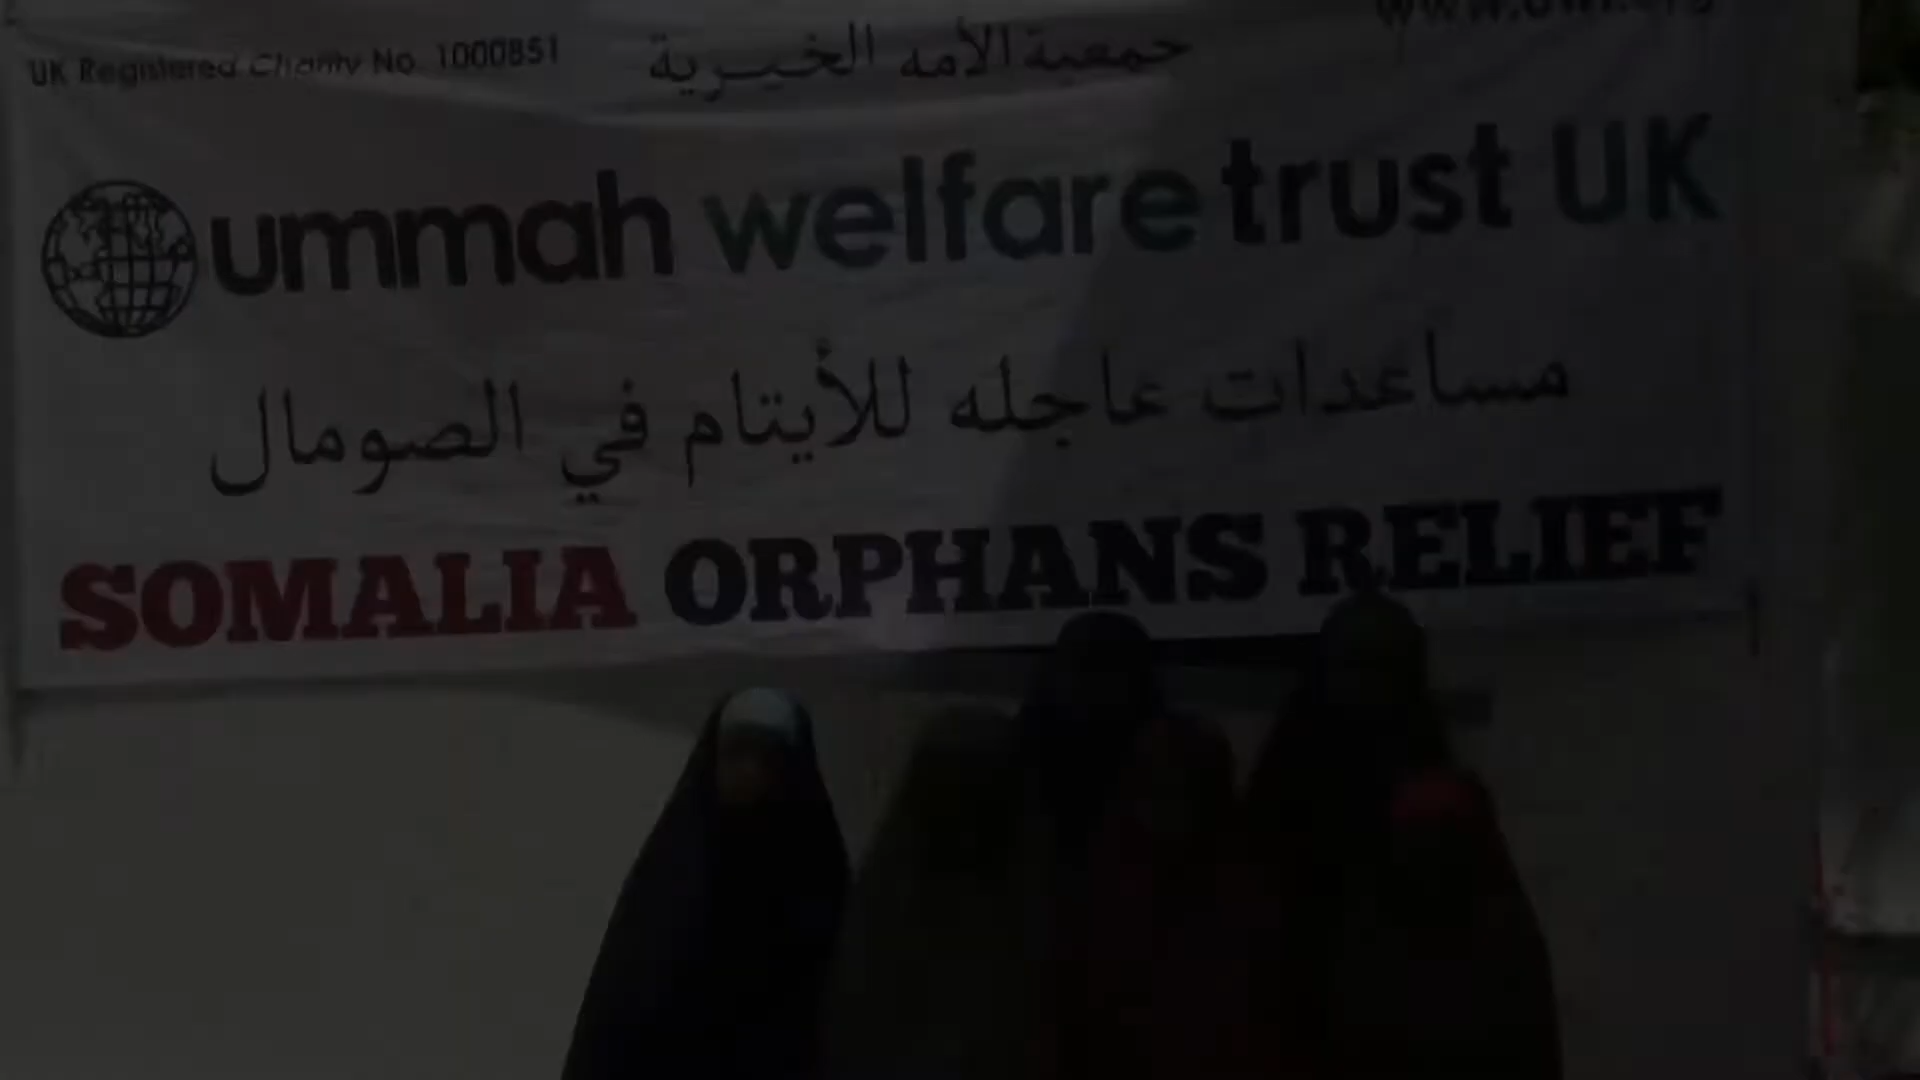 UK Registered Charity No. 1000851
جمعية الأمه الخيرية
ummah welfare trust UK
مساعدات عاجله للأيتام في الصومال
SOMALIA ORPHANS RELIEF